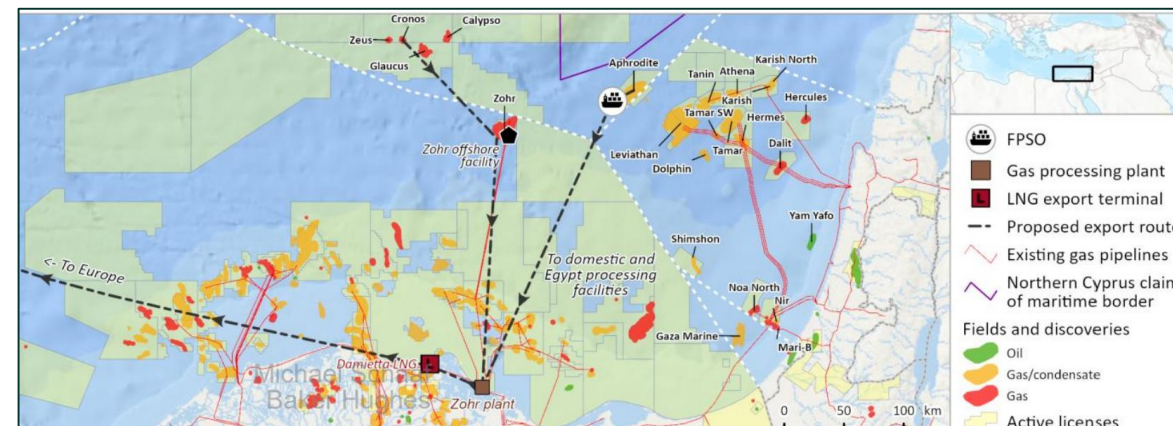 Cronos
Calypso
Zeus
Glaucus
Zohr
Zohr offshore
facility
Aphrodite
Tanin
Athena
Karish North
Karish
Hercules
Tamar SW
Hermes
Leviathan
Tamar
Dalit
Dolphin
Yam Yafo
Shimshon
To domestic and
Egypt processing
facilities
<- To Europe
Noa North
Nir
Gaza Marine
Mari-B
Damietta LNG
Zohr plant
Baker Hughes
0 50 100 km
FPSO
Gas processing plant
L
LNG export terminal
Proposed export route
Existing gas pipelines
Northern Cyprus claim
of maritime border
Fields and discoveries
Oil
Gas/condensate
Gas
Active licenses